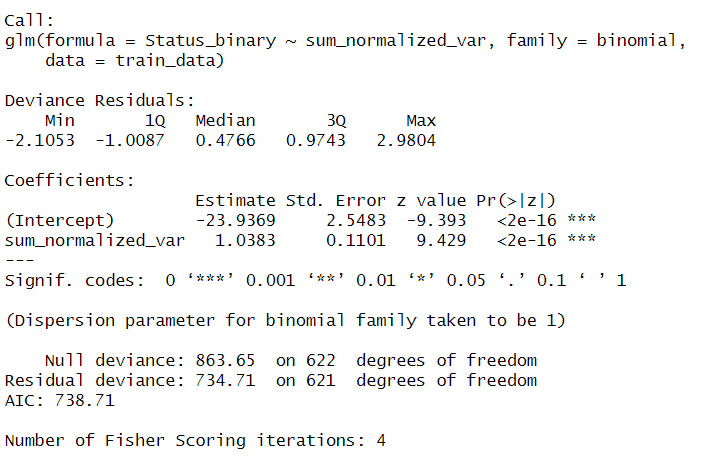 Call:
glm(formula = Status_binary ~ sum_normalized_var, family = binomial,
    data = train_data)

Deviance Residuals:
    Min       1Q   Median       3Q      Max
-2.1053  -1.0087   0.4766   0.9743   2.9804

Coefficients:
                   Estimate Std. Error z value Pr(>|z|)
(Intercept)        -23.9369     2.5483  -9.393   <2e-16 ***
sum_normalized_var   1.0383     0.1101   9.429   <2e-16 ***
---
Signif. codes:  0 ‘***’ 0.001 ‘**’ 0.01 ‘*’ 0.05 ‘.’ 0.1 ‘ ’ 1

(Dispersion parameter for binomial family taken to be 1)

    Null deviance: 863.65  on 622  degrees of freedom
Residual deviance: 734.71  on 621  degrees of freedom
AIC: 738.71

Number of Fisher Scoring iterations: 4